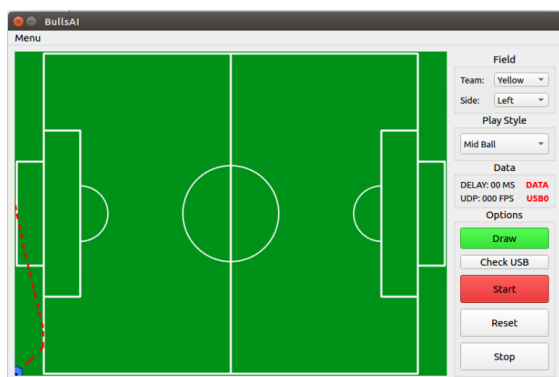 BullsAI
Menu
Field
Team: Yellow
Side: Left
Play Style
Mid Ball
Data
DELAY: 00 MS DATA
UDP: 000 FPS USB0
Options
Draw
Check USB
Start
Reset
Stop